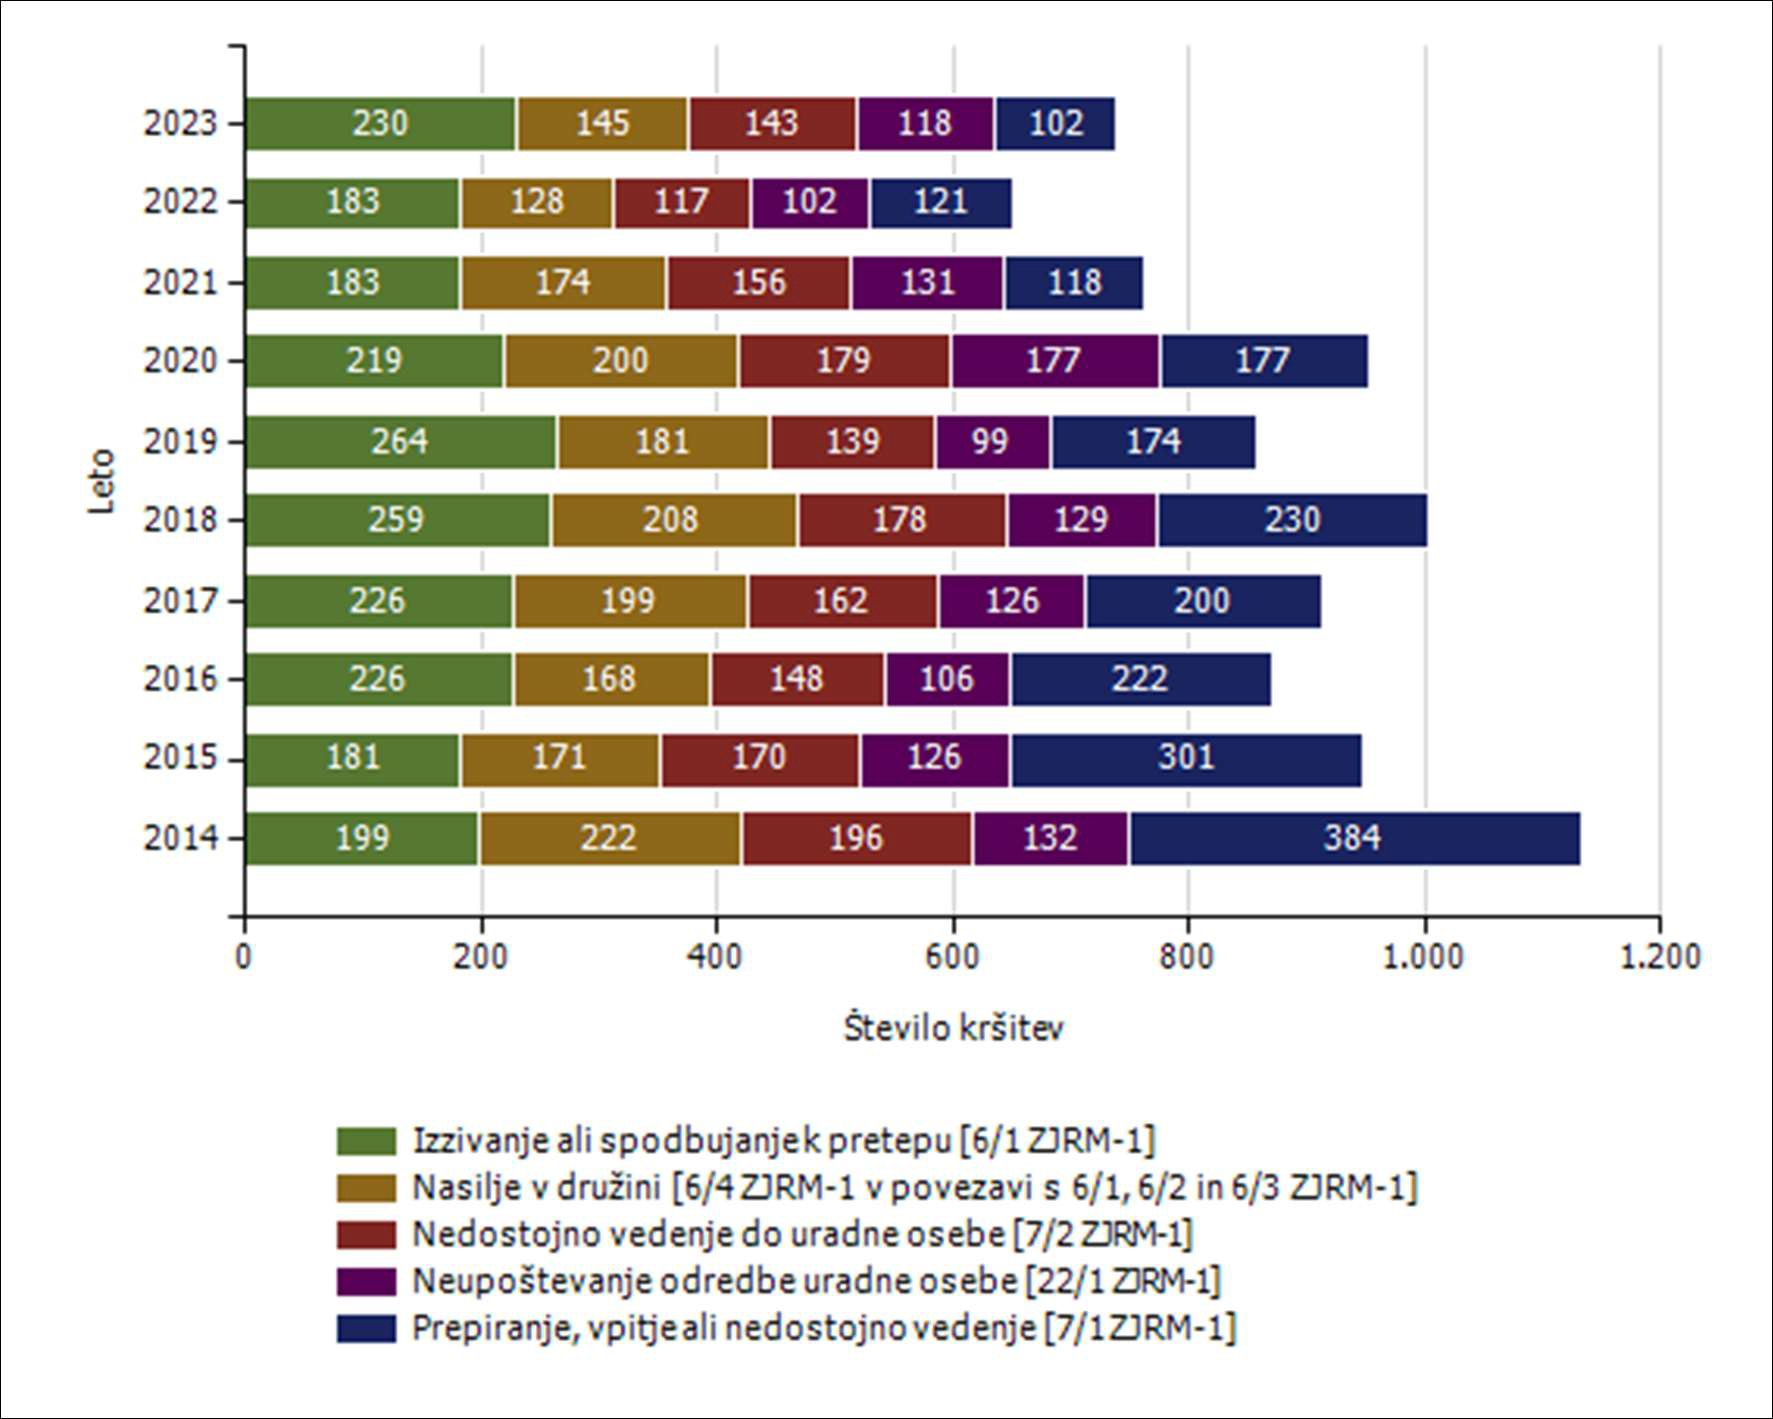 2023 230 145 143 118 102
2022 183 128 117 102 121
2021 183 174 156 131 118
2020 219 200 179 177 177
2019 264 181 139 99 174
2018 259 208 178 129 230
2017 226 199 162 126 200
2016 226 168 148 106 222
2015 181 171 170 126 301
2014 199 222 196 132 384
Leto
0 200 400 600 800 1.000 1.200
Število kršitev
Izzivanje ali spodbujanje k pretepu [6/1 ZJRM-1]
Nasilje v družini [6/4 ZJRM-1 v povezavi s 6/1, 6/2 in 6/3 ZJRM-1]
Nedostojno vedenje do uradne osebe [7/2 ZJRM-1]
Neupoštevanje odredbe uradne osebe [22/1 ZJRM-1]
Prepiranje, vpitje ali nedostojno vedenje [7/1 ZJRM-1]